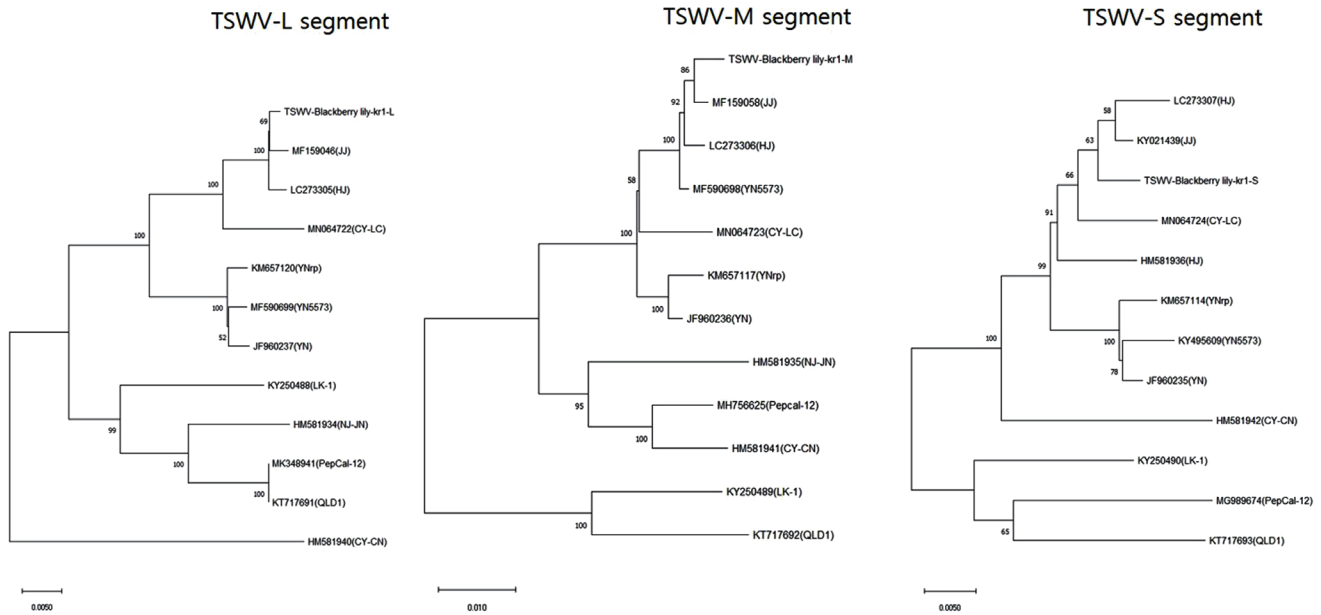 TSWV-L segment
TSWV-Blackberry lily-kr1-L
69
MF159046(JJ)
100
LC273305(HJ)
100
MN064722(CY-LC)
100
KM657120(YNrp)
MF590699(YN5573)
100
52
JF960237(YN)
KY250488(LK-1)
99
HM581934(NJ-JN)
100
MK348941(PepCal-12)
100
KT717691(QLD1)
HM581940(CY-CN)
0.0050
TSWV-M segment
TSWV-Blackberry lily-kr1-M
86
MF159058(JJ)
92
100
LC273306(HJ)
58
MF590698(YN5573)
100
MN064723(CY-LC)
KM657117(YNrp)
100
JF960236(YN)
HM581935(NJ-JN)
95
MH756625(Pepcal-12)
100
HM581941(CY-CN)
KY250489(LK-1)
100
KT717692(QLD1)
0.010
TSWV-S segment
LC273307(HJ)
58
KY021439(JJ)
63
TSWV-Blackberry lily-kr1-S
66
91
MN064724(CY-LC)
99
HM581936(HJ)
KM657114(YNrp)
100
KY495609(YN5573)
78
JF960235(YN)
100
HM581942(CY-CN)
KY250490(LK-1)
MG989674(PepCal-12)
65
KT717693(QLD1)
0.0050